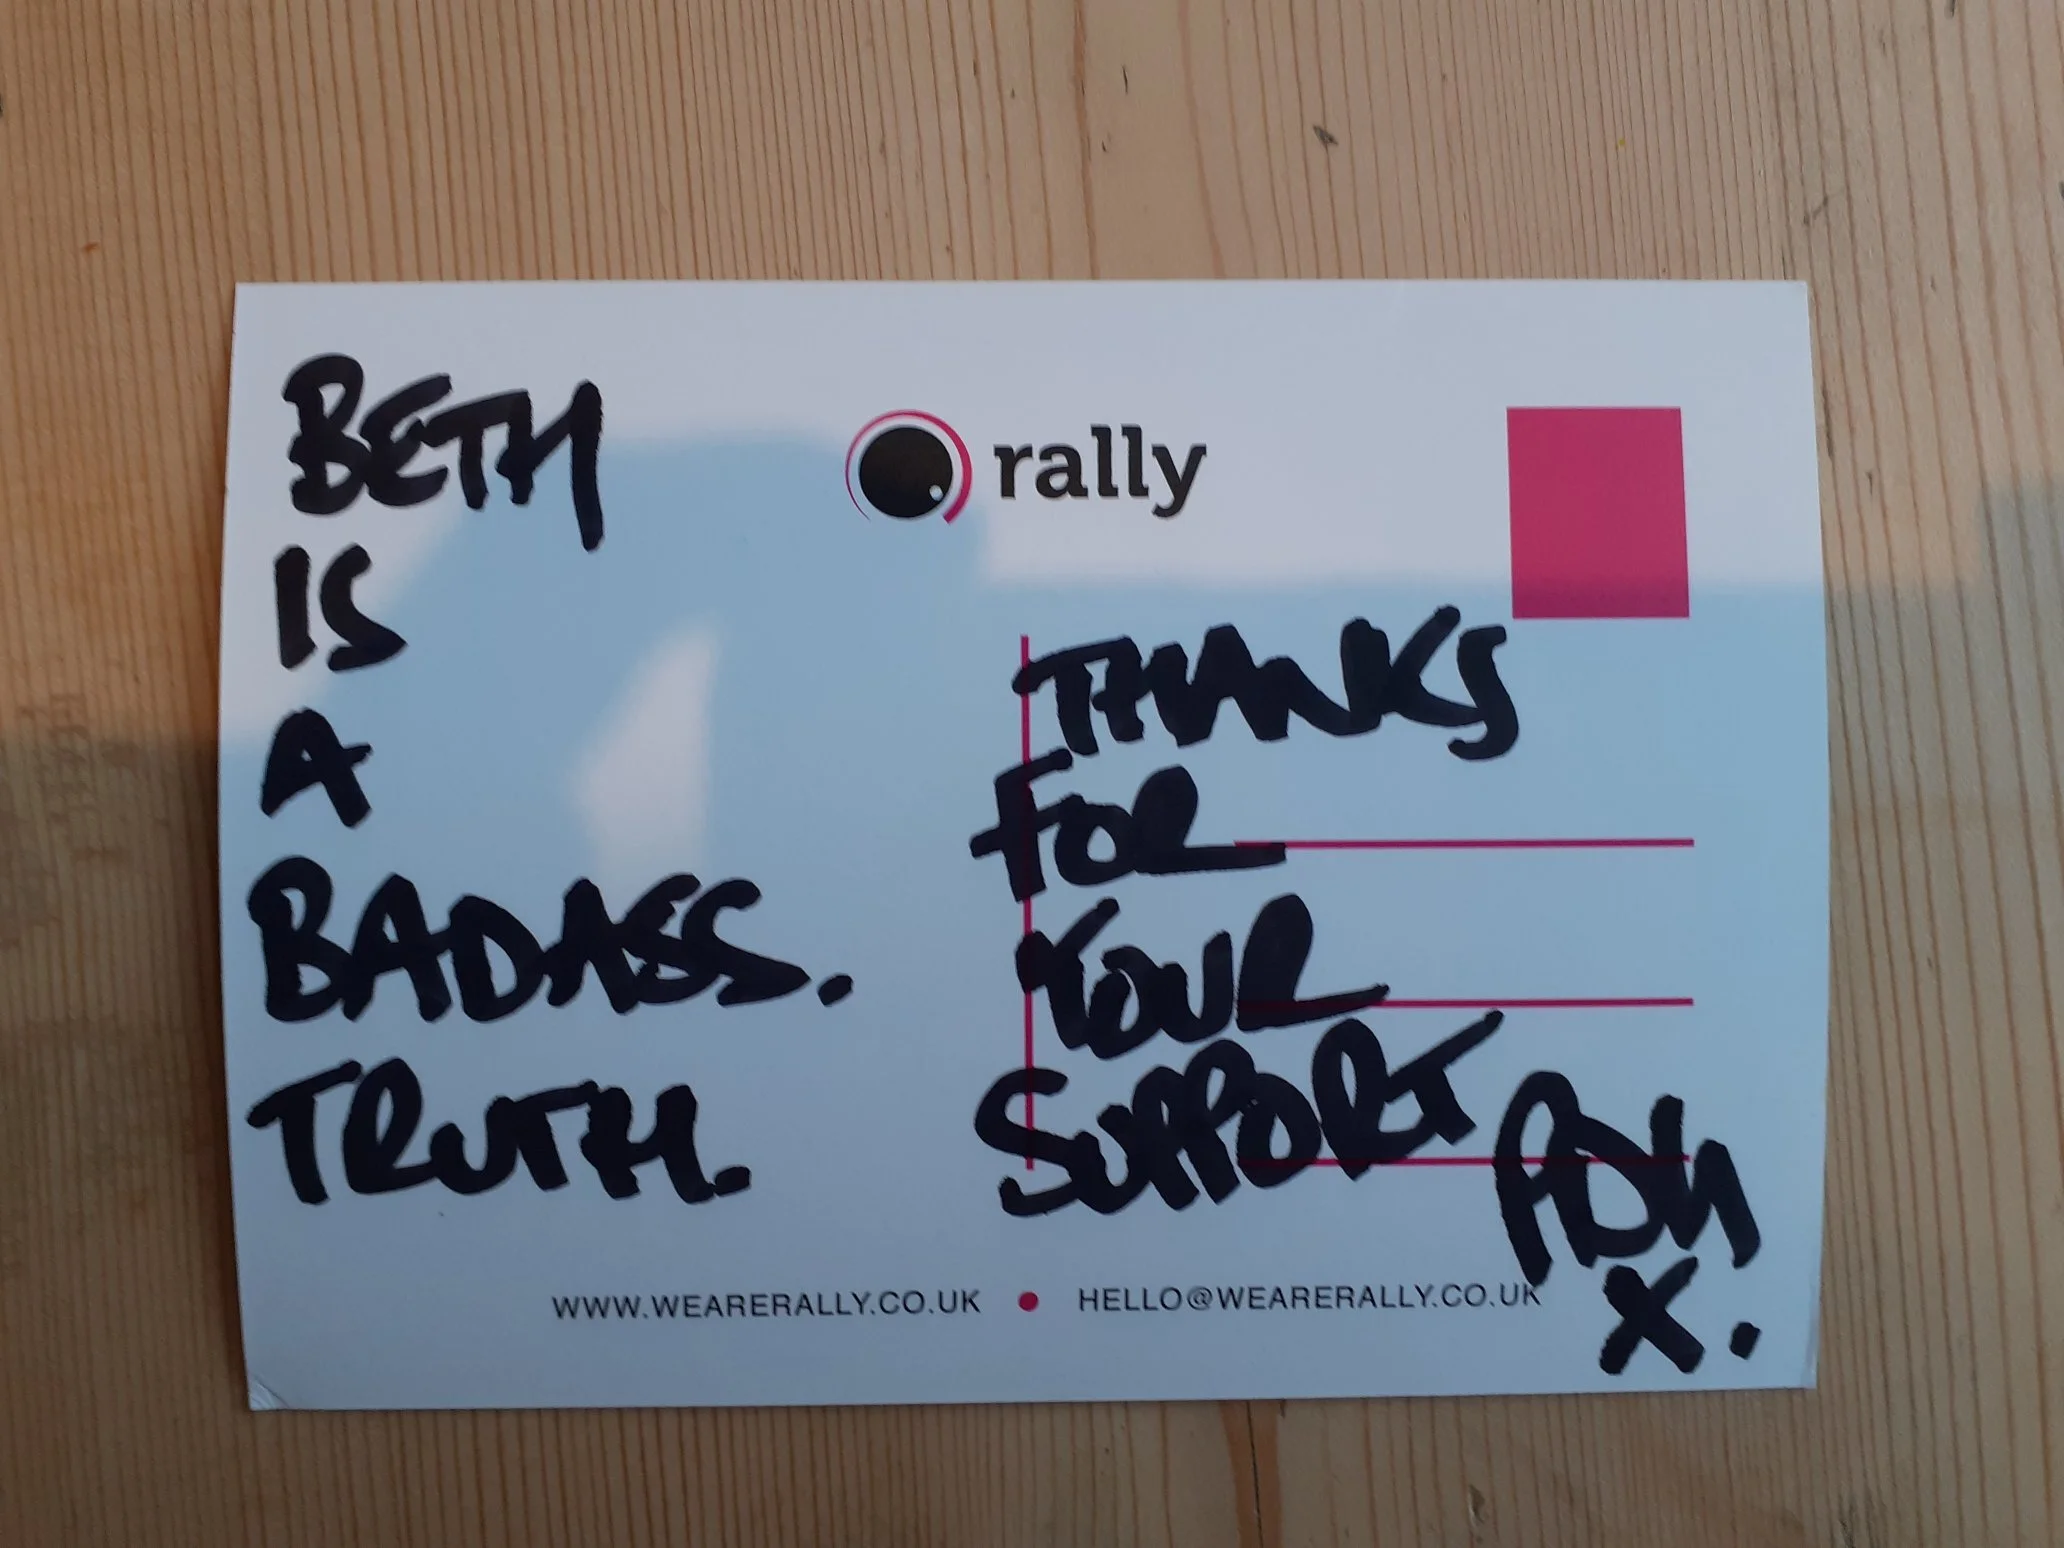 BETH
IS
A
BADASS.
TRUTH.
rally
THANKS
FOR
YOUR
SUPPORT
X.
WWW.WEARERALLY.CO.UK • HELLO@WEARERALLY.CO.UK